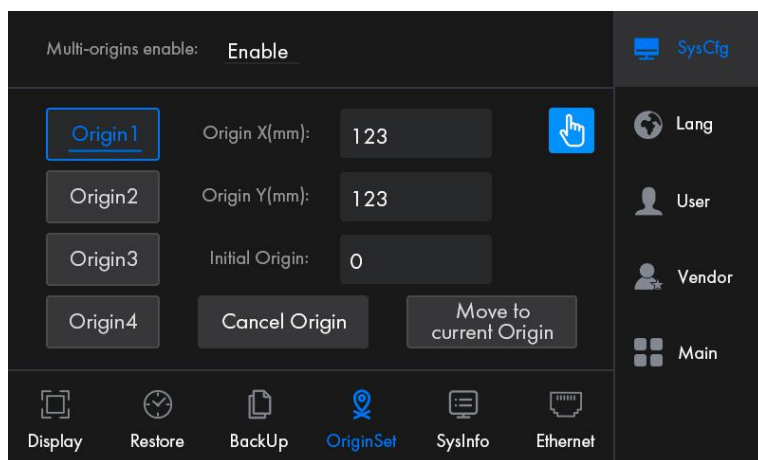 Multi-origins enable: Enable
SysCfg
Origin1 Origin X(mm): 123
Lang
Origin2 Origin Y(mm): 123
User
Origin3 Initial Origin: 0
Vendor
Origin4 Cancel Origin Move to
current Origin
Main
Display Restore BackUp OriginSet SysInfo Ethernet